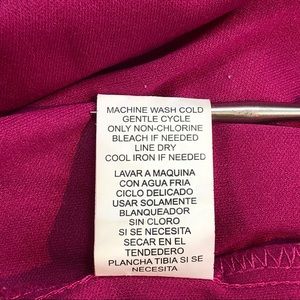 MACHINE WASH COLD
GENTLE CYCLE
ONLY NON-CHLORINE
BLEACH IF NEEDED
LINE DRY
COOL IRON IF NEEDED
LAVAR A MAQUINA
CON AGUA FRIA
CICLO DELICADO
USAR SOLAMENTE
BLANQUEADOR
SIN CLORO
SI SE NECESITA
SECAR EN EL
TENDEDERO
PLANCHA TIBIA SI SE
NECESITA